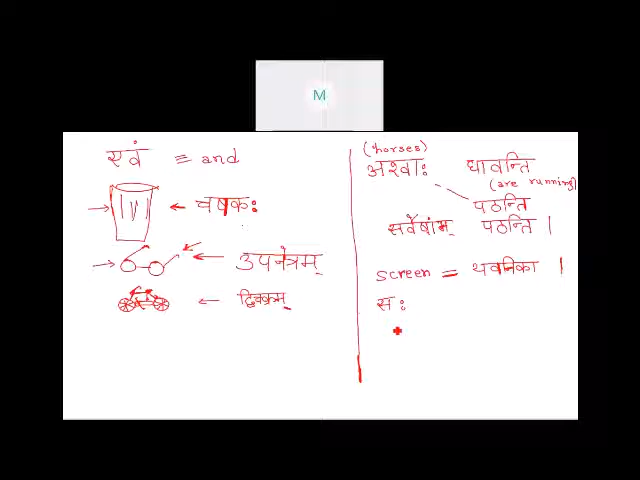 M
एवं = and
चषकः
उपनेत्रम्
द्विचक्रम्
(horses)
अश्वाः धावन्ति
(are running)
पठन्ति
सर्वेषाम् पठन्ति |
screen = यवनिका |
सः